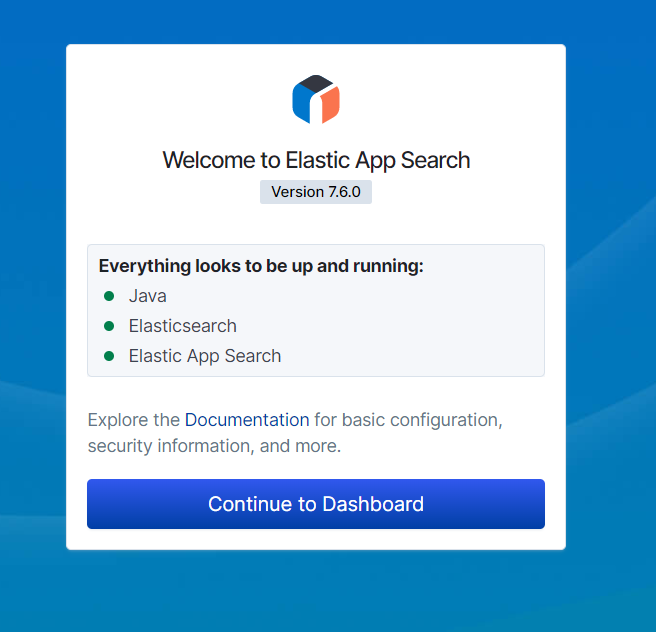 Welcome to Elastic App Search
Version 7.6.0
Everything looks to be up and running:
Java
Elasticsearch
Elastic App Search
Explore the Documentation for basic configuration,
security information, and more.
Continue to Dashboard